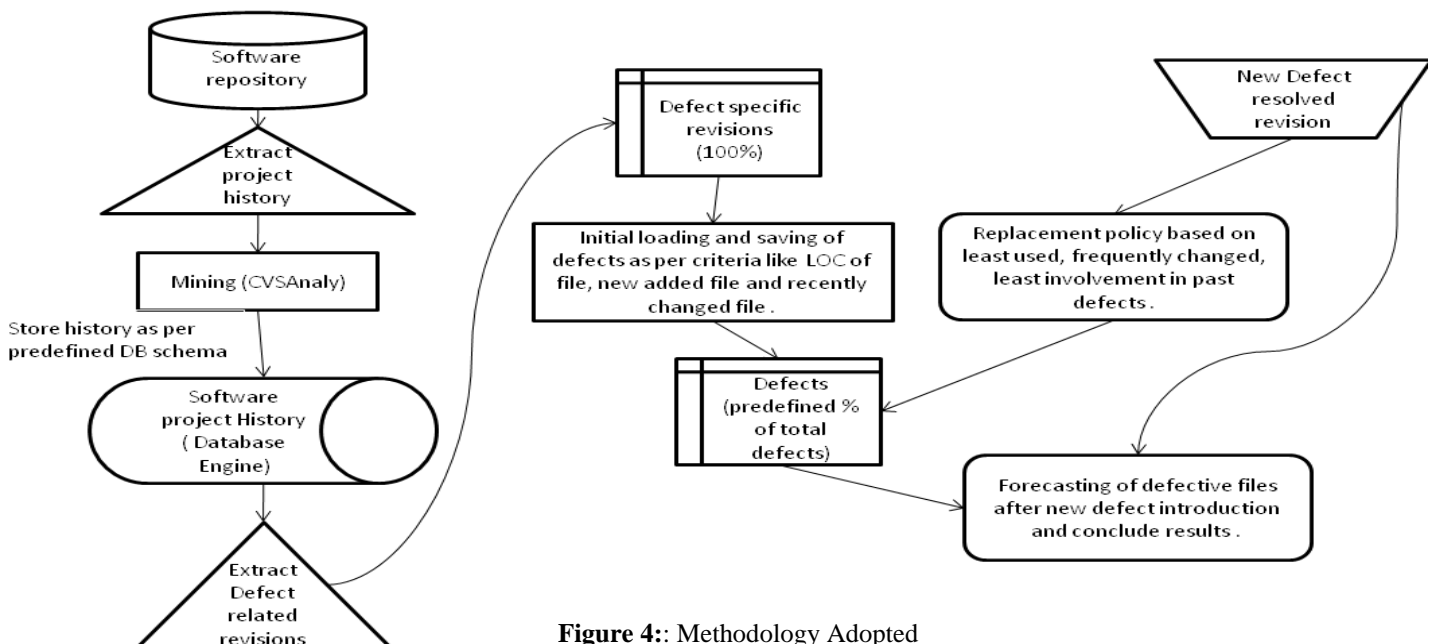 Software
repository
Extract
project
history
Mining (CVSAnaly)
Store history as per
predefined DB schema
Software
project History
( Database
Engine)
Extract
Defect
related
revisions
Defect specific
revisions
(100%)
Initial loading and saving of
defects as per criteria like LOC of
file, new added file and recently
changed file .
Defects
(predefined %
of total
defects)
New Defect
resolved
revision
Replacement policy based on
least used, frequently changed,
least involvement in past
defects .
Forecasting of defective files
after new defect introduction
and conclude results .
Figure 4:: Methodology Adopted